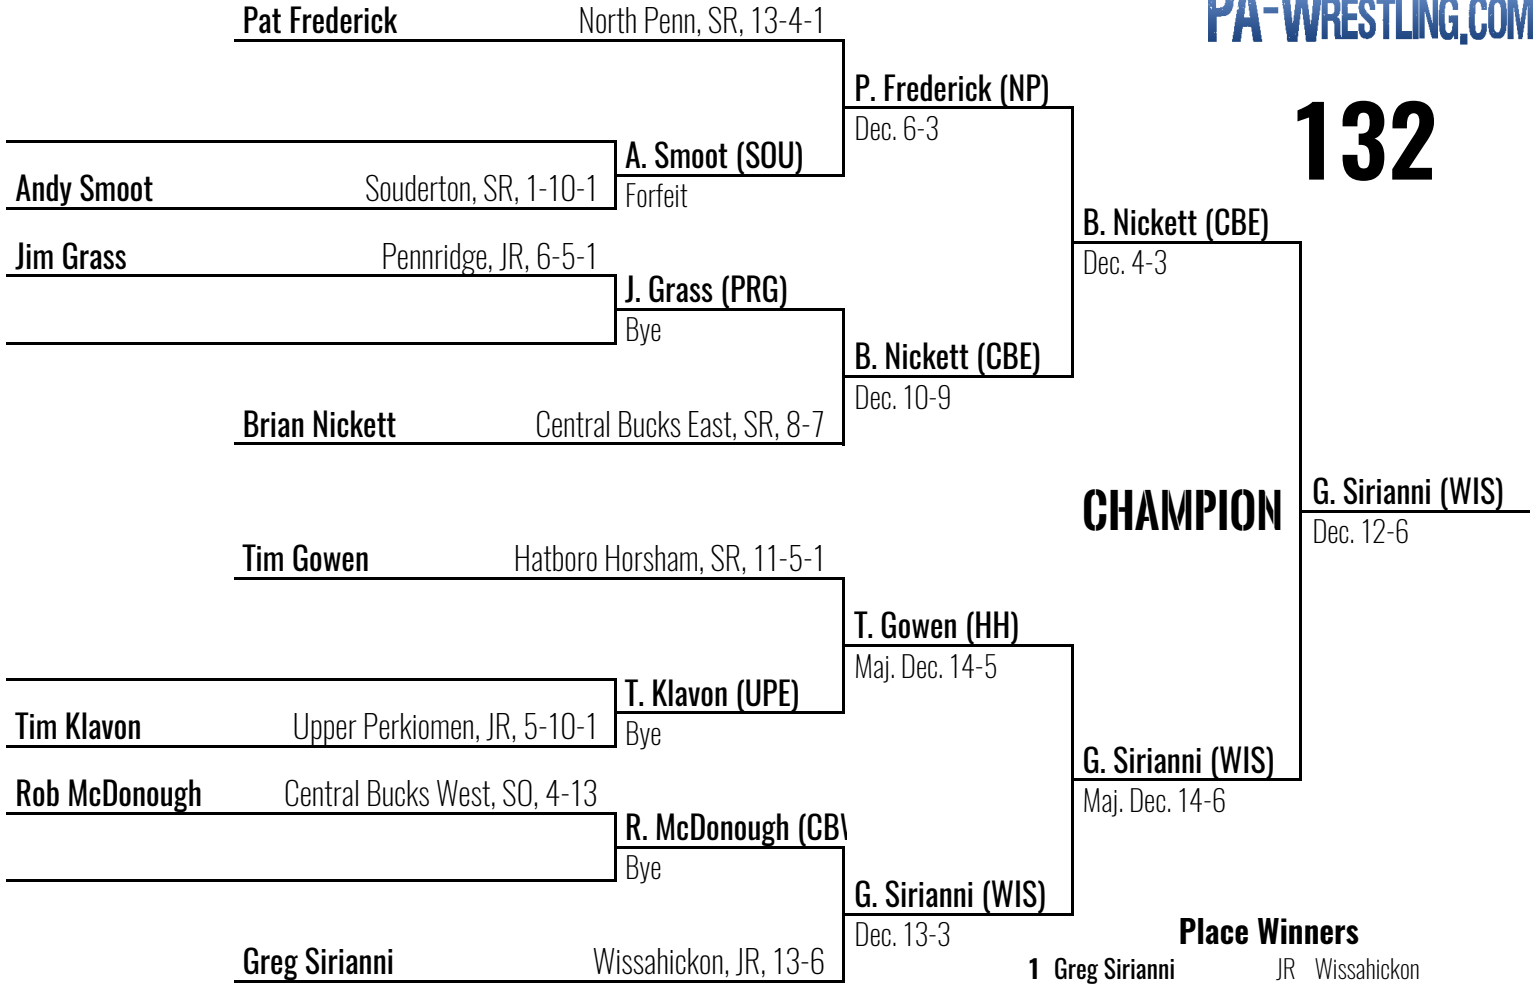 Pat Frederick North Penn, SR, 13-4-1
PA-WRESTLING.COM
132
P. Frederick (NP)
Dec. 6-3
A. Smoot (SOU)
Forfeit
Andy Smoot Souderton, SR, 1-10-1
Jim Grass Pennridge, JR, 6-5-1
B. Nickett (CBE)
Dec. 4-3
J. Grass (PRG)
Bye
B. Nickett (CBE)
Dec. 10-9
Brian Nickett Central Bucks East, SR, 8-7
CHAMPION
G. Sirianni (WIS)
Dec. 12-6
Tim Gowen Hatboro Horsham, SR, 11-5-1
T. Gowen (HH)
Maj. Dec. 14-5
T. Klavon (UPE)
Bye
Tim Klavon Upper Perkiomen, JR, 5-10-1
G. Sirianni (WIS)
Maj. Dec. 14-6
Rob McDonough Central Bucks West, SO, 4-13
R. McDonough (CB
Bye
G. Sirianni (WIS)
Dec. 13-3
Greg Sirianni Wissahickon, JR, 13-6
Place Winners
1 Greg Sirianni JR Wissahickon